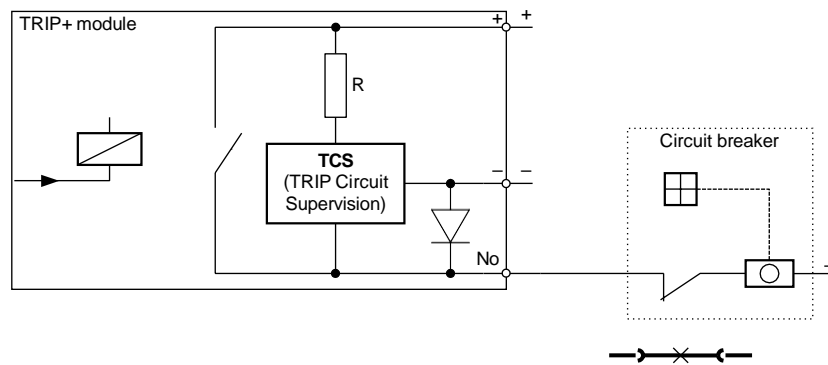 TRIP+ module
+ +
R
TCS
(TRIP Circuit
Supervision)
− −
No
Circuit breaker
−